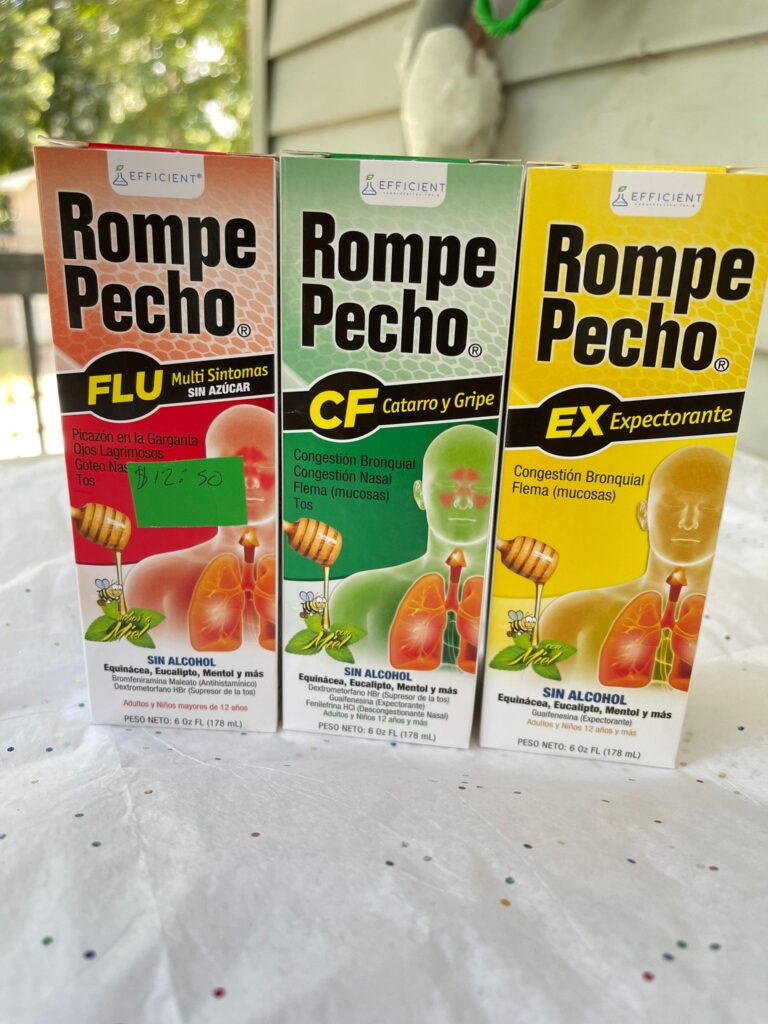 EFFICIENT®
Rompe
Pecho®
FLU Multi Sintomas
SIN AZÚCAR
Picazón en la Garganta
Ojos Lagrimosos
Goteo Nas
Tos
$12.50
Miel
SIN ALCOHOL
Equinácea, Eucalipto, Mentol y más
Bromfeniramina Maleato (Antihistamínico)
Dextrometorfano HBr (Supresor de la tos)
Adultos y Niños mayores de 12 años
PESO NETO: 6 Oz FL (178 mL)
EFFICIENT
Rompe
Pecho®
CF Catarro y Gripe
Congestión Bronquial
Congestión Nasal
Flema (mucosas)
Tos
con
Miel
SIN ALCOHOL
Equinácea, Eucalipto, Mentol y más
Dextrometorfano HBr (Supresor de la tos)
Guaifenesina (Expectorante)
Fenilefrina HCl (Descongestionante Nasal)
Adultos y Niños 12 años y más
PESO NETO: 6 Oz FL (178 mL)
EFFICIENT
Rompe
Pecho®
EX Expectorante
Congestión Bronquial
Flema (mucosas)
con
Miel
SIN ALCOHOL
Equinácea, Eucalipto, Mentol y más
Guaifenesina (Expectorante)
Adultos y Niños 12 años y más
PESO NETO: 6 Oz FL (178 mL)